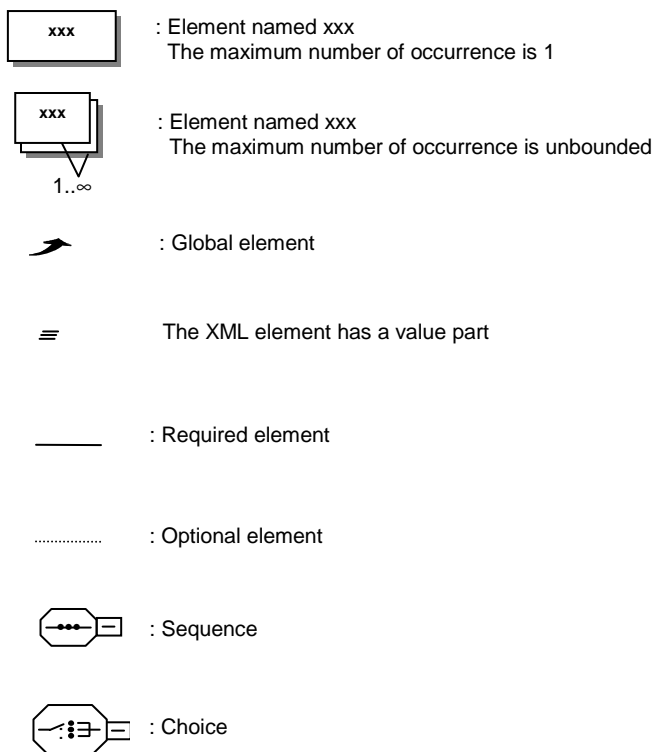 xxx
: Element named xxx
The maximum number of occurrence is 1
xxx
: Element named xxx
The maximum number of occurrence is unbounded
1..∞
: Global element
The XML element has a value part
: Required element
: Optional element
: Sequence
: Choice